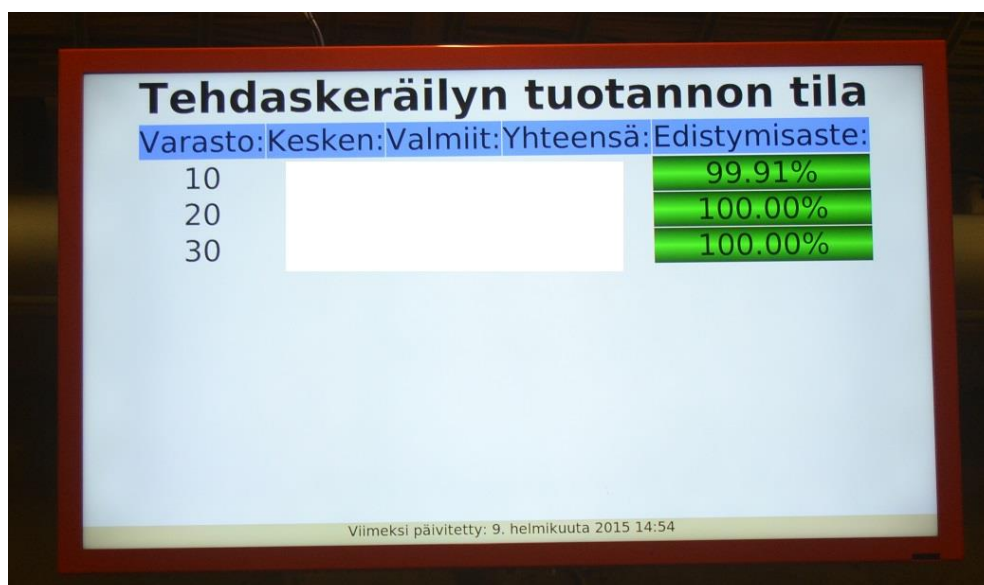 Tehdaskeräilyn tuotannon tila
Varasto: Kesken: Valmiit: Yhteensä: Edistymisaste:
10 99.91%
20 100.00%
30 100.00%
Viimeksi päivitetty: 9. helmikuuta 2015 14:54